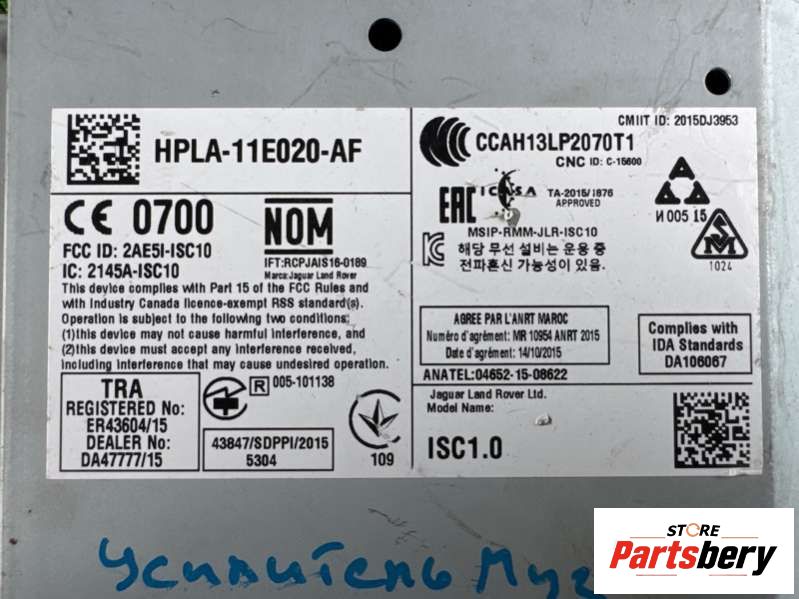 HPLA-11E020-AF
CE 0700
NOM
FCC ID: 2AE5I-ISC10
IC: 2145A-ISC10
IFT:RCPJAIS16-0189
Marca:Jaguar Land Rover
This device complies with Part 15 of the FCC Rules and
with Industry Canada licence-exempt RSS standard(s).
Operation is subject to the following two conditions:
(1)this device may not cause harmful interference, and
(2)this device must accept any interference received,
including interference that may cause undesired operation.
TRA
REGISTERED No:
ER43604/15
DEALER No:
DA47777/15
R 005-101138
43847/SDPPI/2015
5304
109
CMIIT ID: 2015DJ3953
CCAH13LP2070T1
CNC ID: C-15600
EAC
ICASA
TA-2015/1876
APPROVED
И 005 15
MSIP-RMM-JLR-ISC10
해당 무선 설비는 운용 중
전파혼신 가능성이 있음.
SM
1024
AGREE PAR L'ANRT MAROC
Numéro d'agrément: MR 10954 ANRT 2015
Date d'agrément: 14/10/2015
Complies with
IDA Standards
DA106067
ANATEL:04652-15-08622
Jaguar Land Rover Ltd.
Model Name:
ISC1.0
Усилитель Муз
STORE
Partsbery